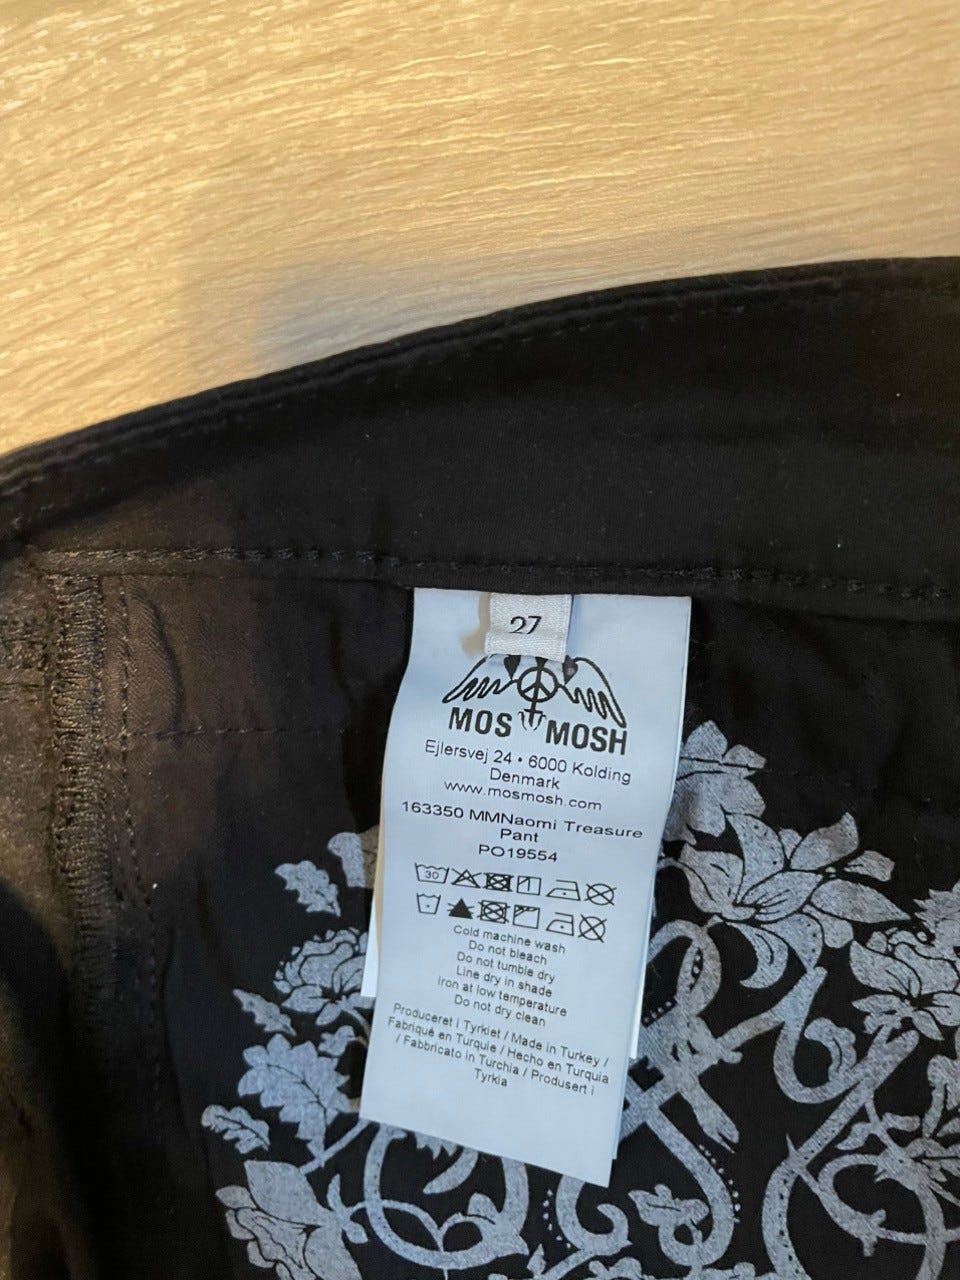 27
MOS MOSH
Ejlersvej 24 • 6000 Kolding
Denmark
www.mosmosh.com
163350 MMNaomi Treasure
Pant
PO19554
30
Cold machine wash
Do not bleach
Do not tumble dry
Line dry in shade
Iron at low temperature
Do not dry clean
Produceret i Tyrkiet / Made in Turkey /
Fabriqué en Turquie / Hecho en Turquia
/ Fabbricato in Turchia / Produsert i
Tyrkia